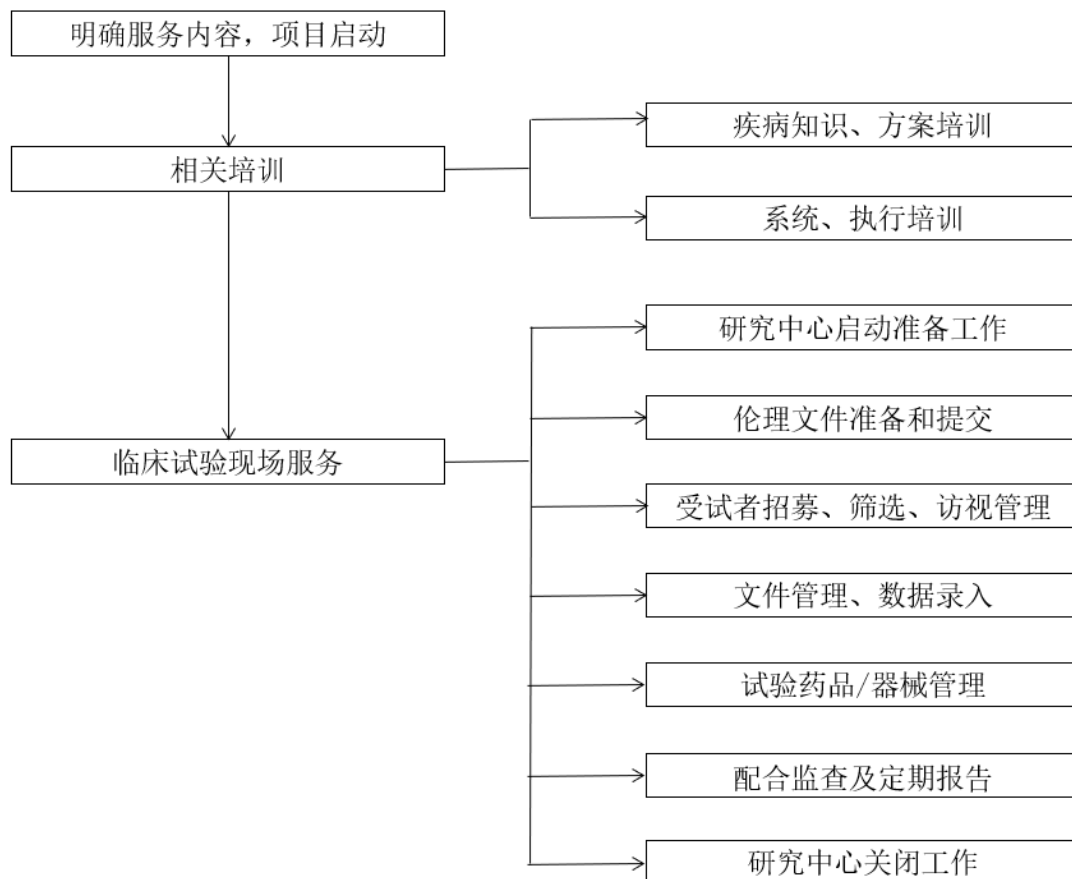 明确服务内容，项目启动
相关培训
疾病知识、方案培训
系统、执行培训
临床试验现场服务
研究中心启动准备工作
伦理文件准备和提交
受试者招募、筛选、访视管理
文件管理、数据录入
试验药品/器械管理
配合监查及定期报告
研究中心关闭工作